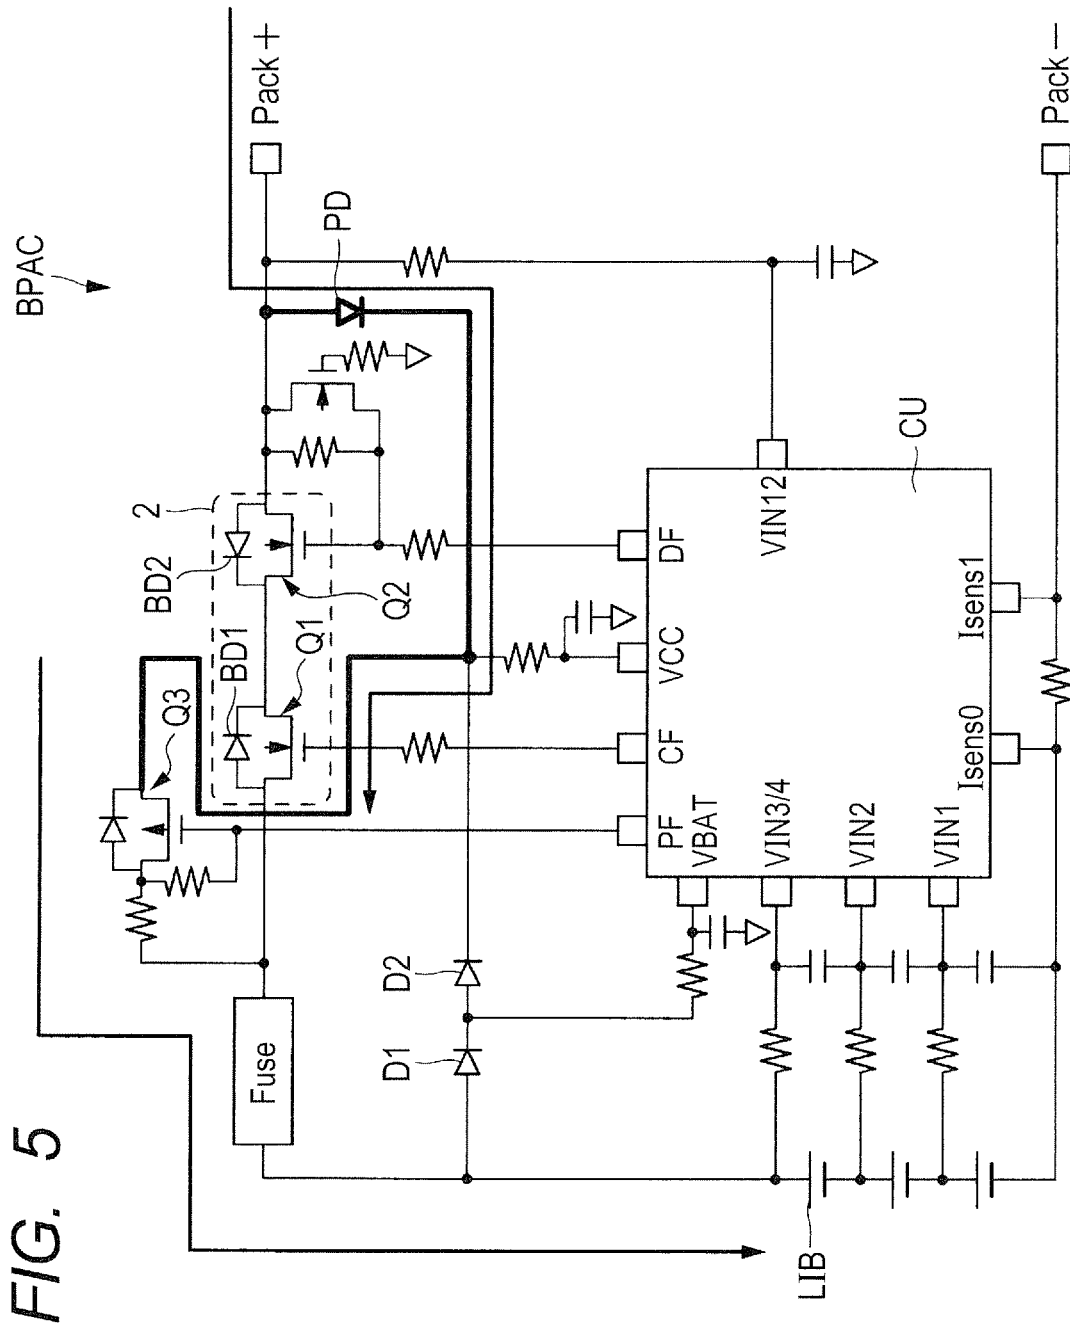 FIG. 5
BPAC
Pack+
PD
2
BD2
Q2
BD1
Q1
Q3
Fuse
D1
D2
CU
PF
CF
VCC
DF
VBAT
VIN3/4
VIN2
VIN1
VIN12
Isens0
Isens1
LIB
Pack−